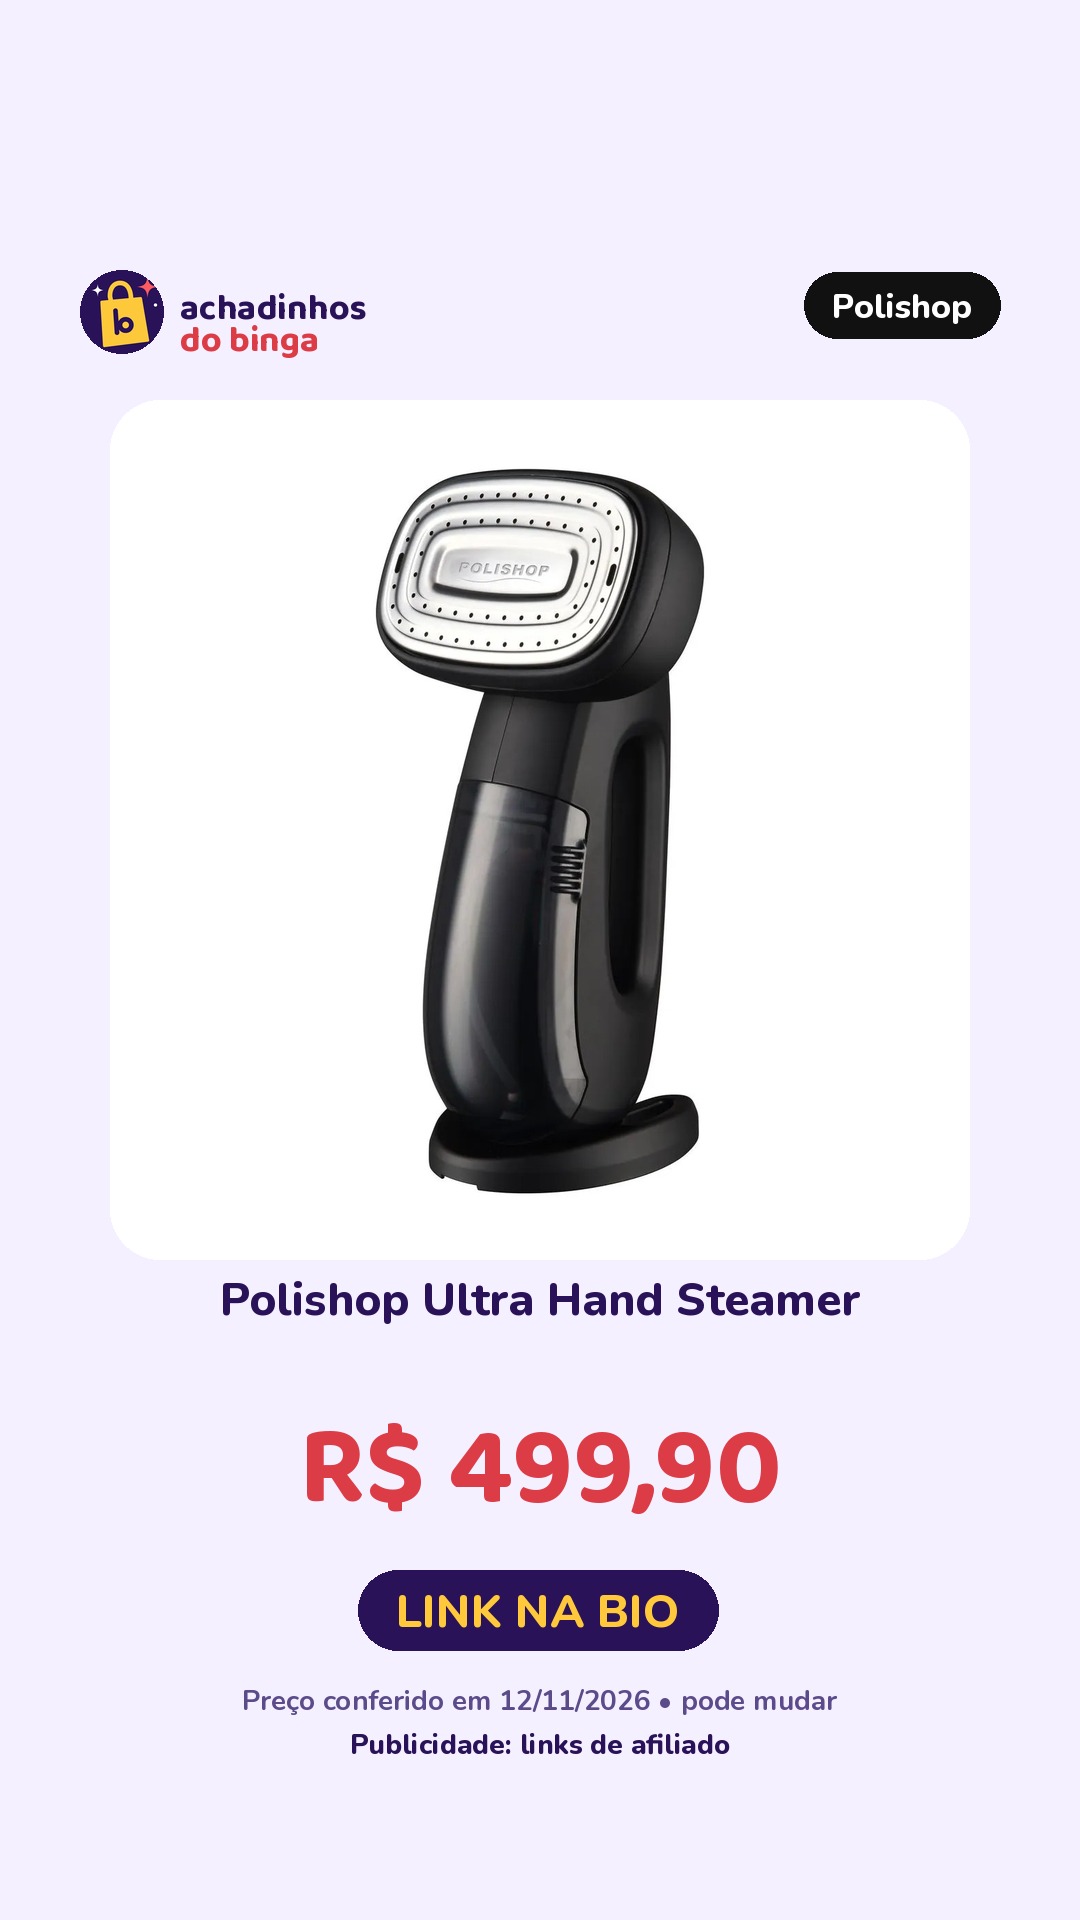 achadinhos
do binga
Polishop
POLISHOP
Polishop Ultra Hand Steamer
R$ 499,90
LINK NA BIO
Preço conferido em 12/11/2026 • pode mudar
Publicidade: links de afiliado